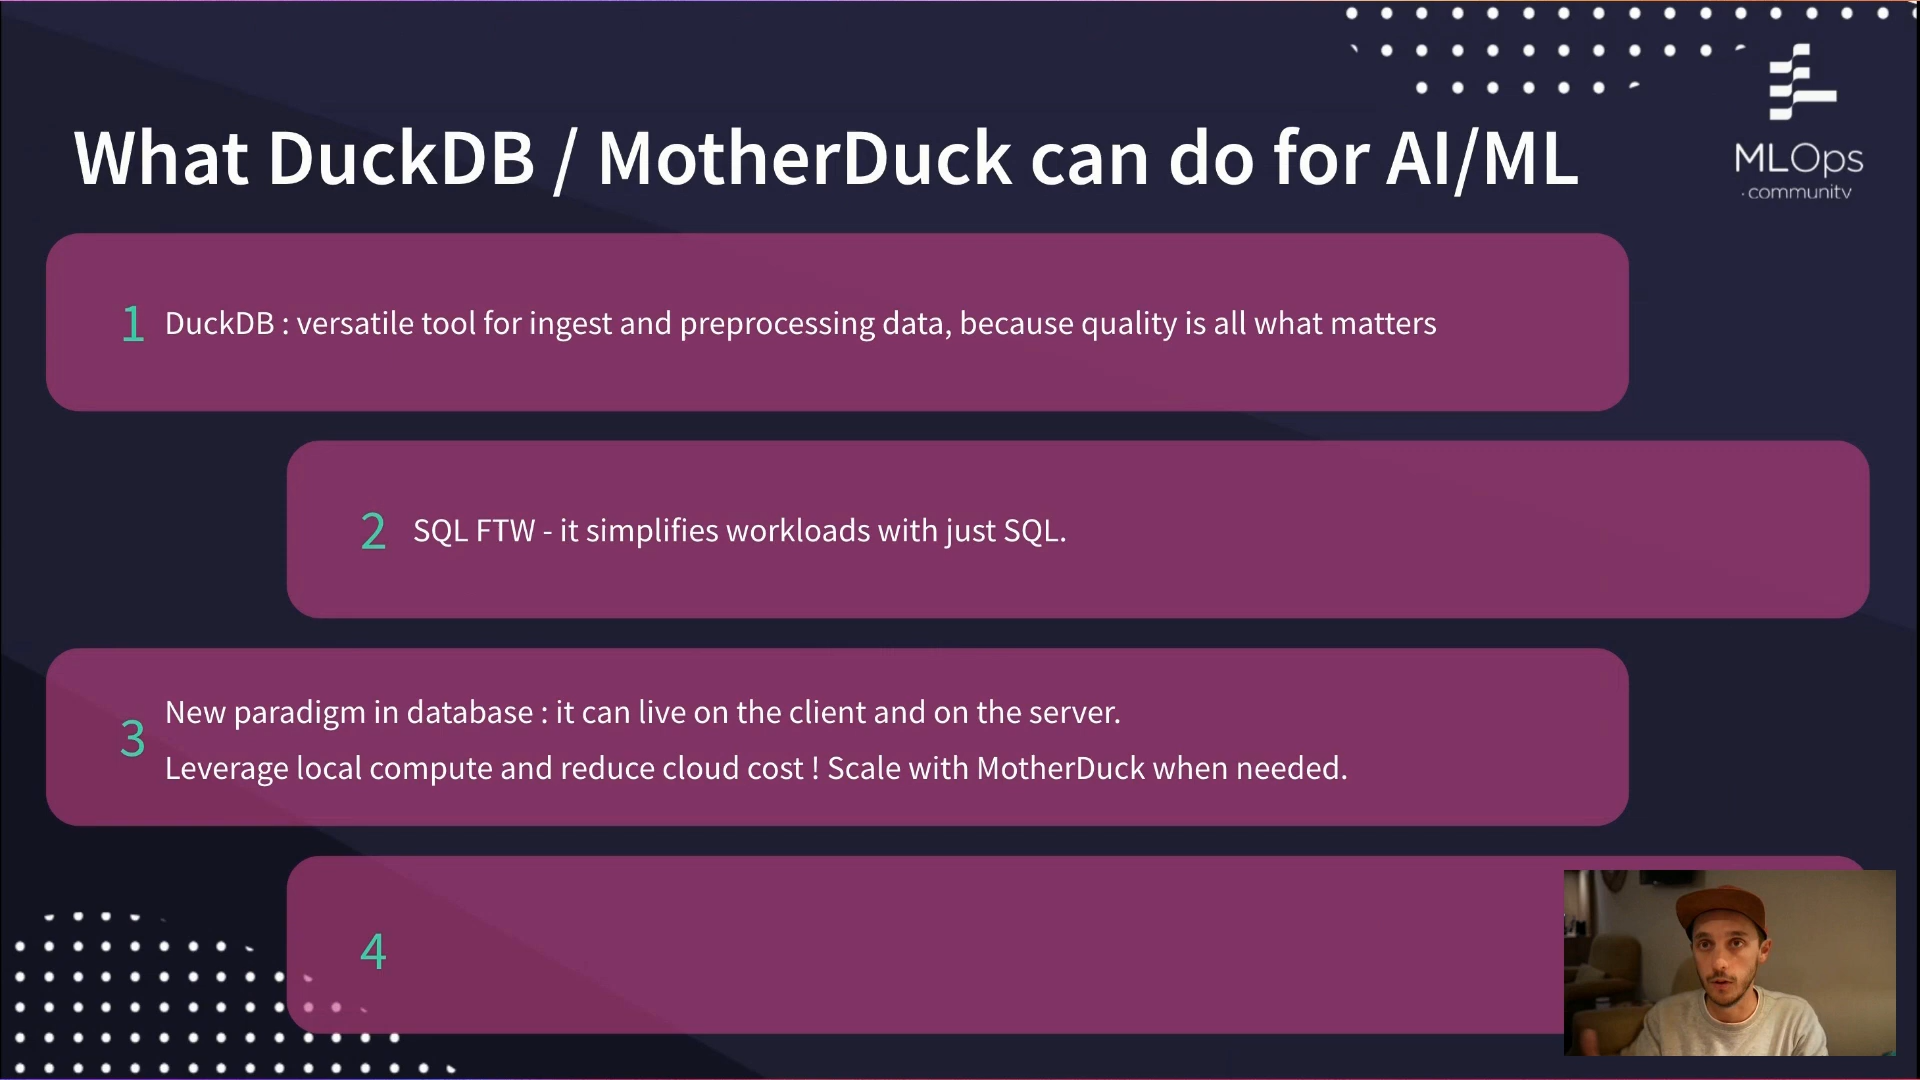 What DuckDB / MotherDuck can do for AI/ML
MLOps
.community
1 DuckDB : versatile tool for ingest and preprocessing data, because quality is all what matters
2 SQL FTW - it simplifies workloads with just SQL.
3 New paradigm in database : it can live on the client and on the server.
Leverage local compute and reduce cloud cost ! Scale with MotherDuck when needed.
4